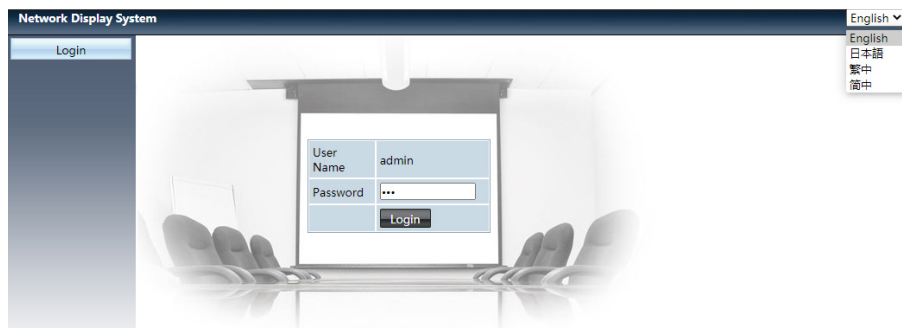 Network Display System
English
English
日本語
繁中
简中
Login
User
Name
admin
Password
•••
Login